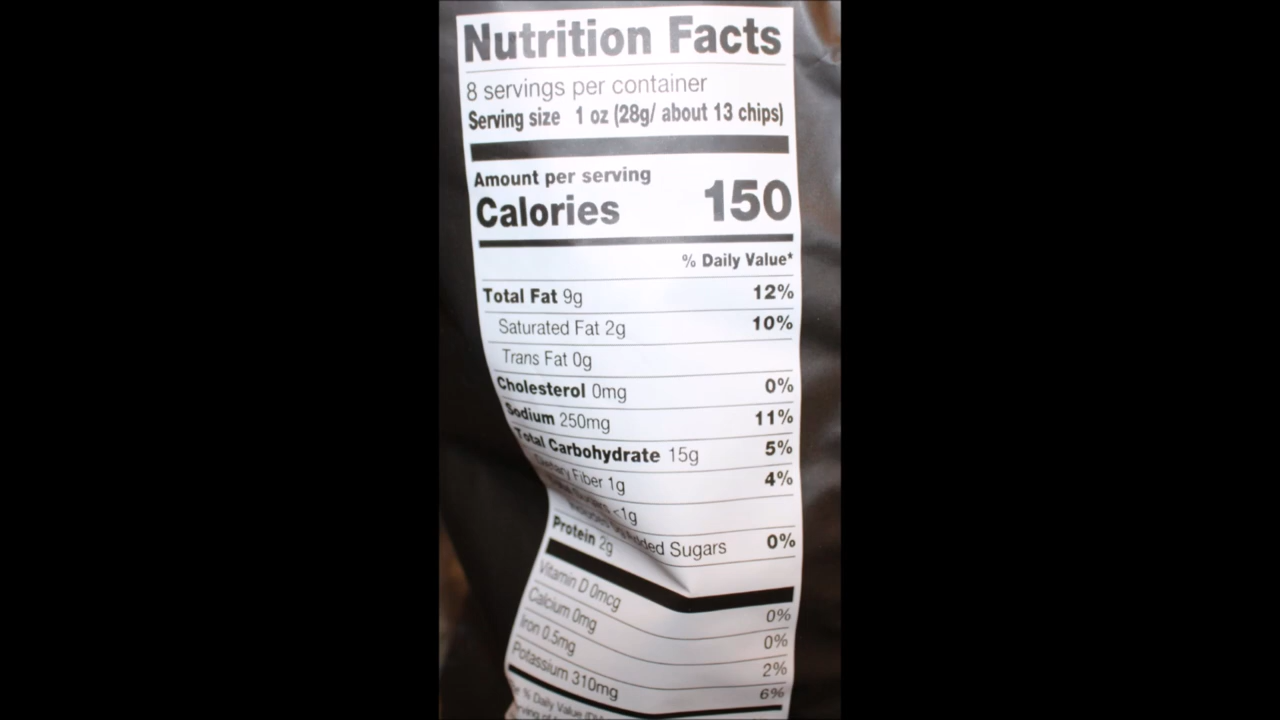 Nutrition Facts
8 servings per container
Serving size 1 oz (28g/ about 13 chips)
Amount per serving
Calories 150
% Daily Value*
Total Fat 9g 12%
Saturated Fat 2g 10%
Trans Fat 0g
Cholesterol 0mg 0%
Sodium 250mg 11%
Total Carbohydrate 15g 5%
Dietary Fiber 1g 4%
<1g
Added Sugars 0%
Protein 2g
Vitamin D 0mcg 0%
Calcium 0mg 0%
Iron 0.5mg 2%
Potassium 310mg 6%
% Daily Value